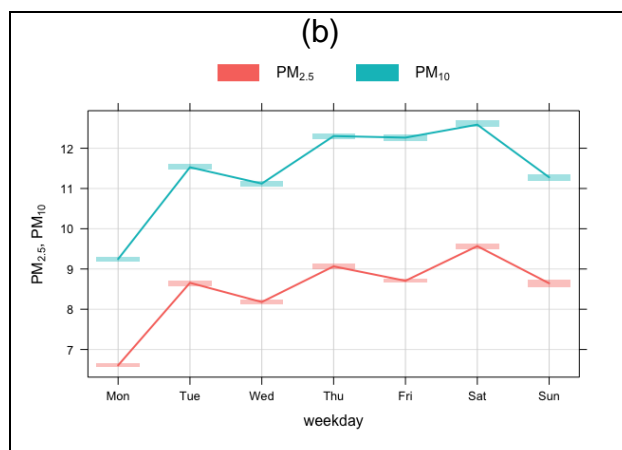 (b)
PM2.5 PM10
12
11
10
9
8
7
PM2.5, PM10
Mon Tue Wed Thu Fri Sat Sun
weekday